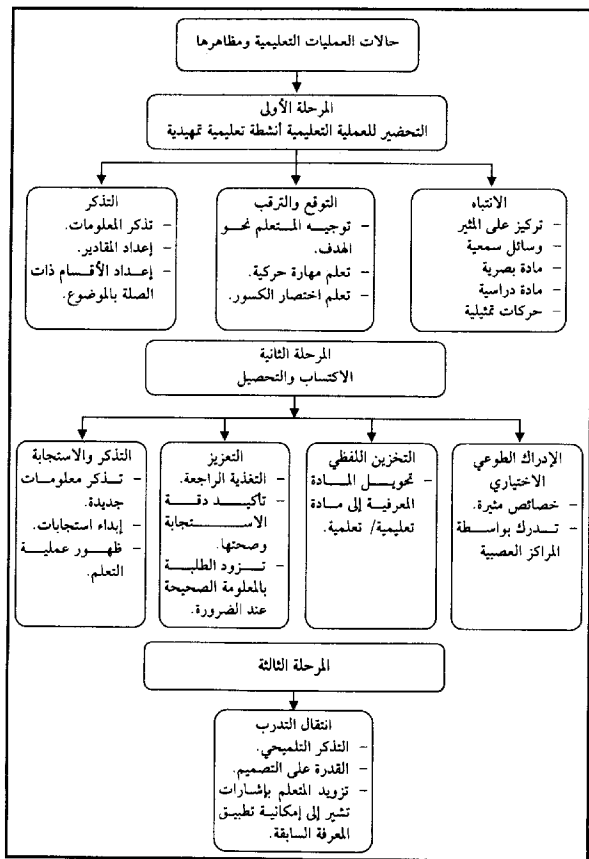 حالات العمليات التعليمية ومظاهرها
المرحلة الأولى
التحضير للعملية التعليمية أنشطة تعليمية تمهيدية
الانتباه
- تركيز على المثير
- وسائل سمعية
- مادة بصرية
- مادة دراسية
- حركات تمثيلية
التوقع والترقب
- توجيه المتعلم نحو
الهدف.
- تعلم مهارة حركية.
- تعلم اختصار الكسور.
التذكر
- تذكر المعلومات.
- إعداد المقادير.
- إعداد الأقسام ذات
الصلة بالموضوع.
المرحلة الثانية
الاكتساب والتحصيل
الإدراك الطوعي
الاختياري
- خصائص مثيرة.
- تدرك بواسطة
المراكز العصبية
التخزين اللفظي
- تحويل المادة
المعرفية إلى مادة
تعليمية/ تعلمية.
التعزيز
- التغذية الراجعة.
- تأكيد دقة
الاستجابة
وصحتها.
- تزود الطلبة
بالمعلومة الصحيحة
عند الضرورة.
التذكر والاستجابة
- تذكر معلومات
جديدة.
- إبداء استجابات.
- ظهور عملية
التعلم.
المرحلة الثالثة
انتقال التدرب
- التذكر التلميحي.
- القدرة على التصميم.
- تزويد المتعلم بإشارات
تشير إلى إمكانية تطبيق
المعرفة السابقة.